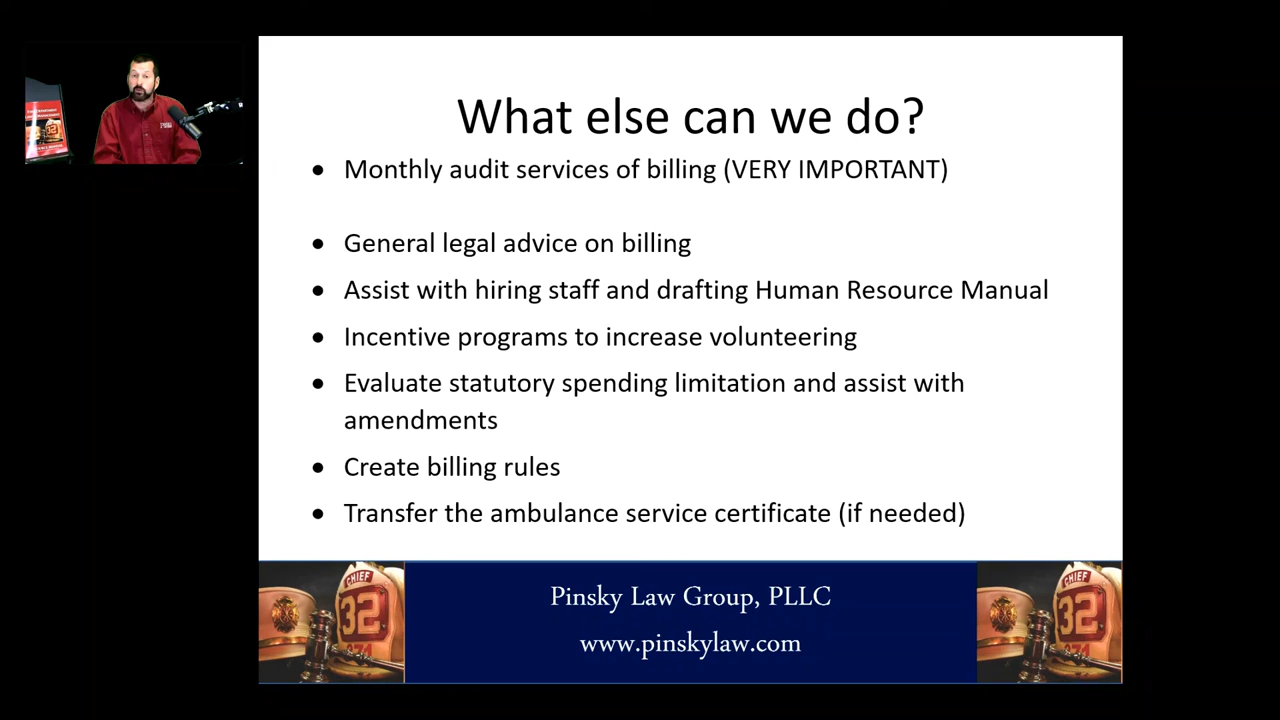 What else can we do?
• Monthly audit services of billing (VERY IMPORTANT)
• General legal advice on billing
• Assist with hiring staff and drafting Human Resource Manual
• Incentive programs to increase volunteering
• Evaluate statutory spending limitation and assist with
amendments
• Create billing rules
• Transfer the ambulance service certificate (if needed)
CHIEF
32
CHIEF
32
Pinsky Law Group, PLLC
www.pinskylaw.com